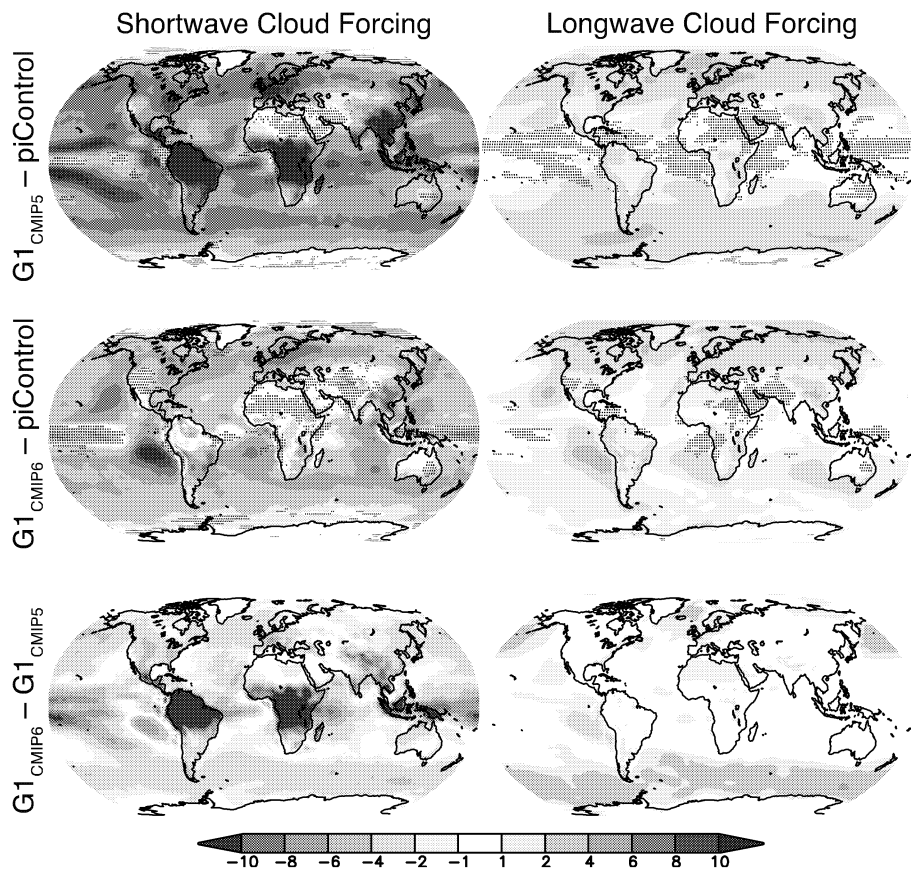 Shortwave Cloud Forcing Longwave Cloud Forcing
G1CMIP5 − piControl
G1CMIP6 − piControl
G1CMIP6 − G1CMIP5
−10 −8 −6 −4 −2 −1 1 2 4 6 8 10